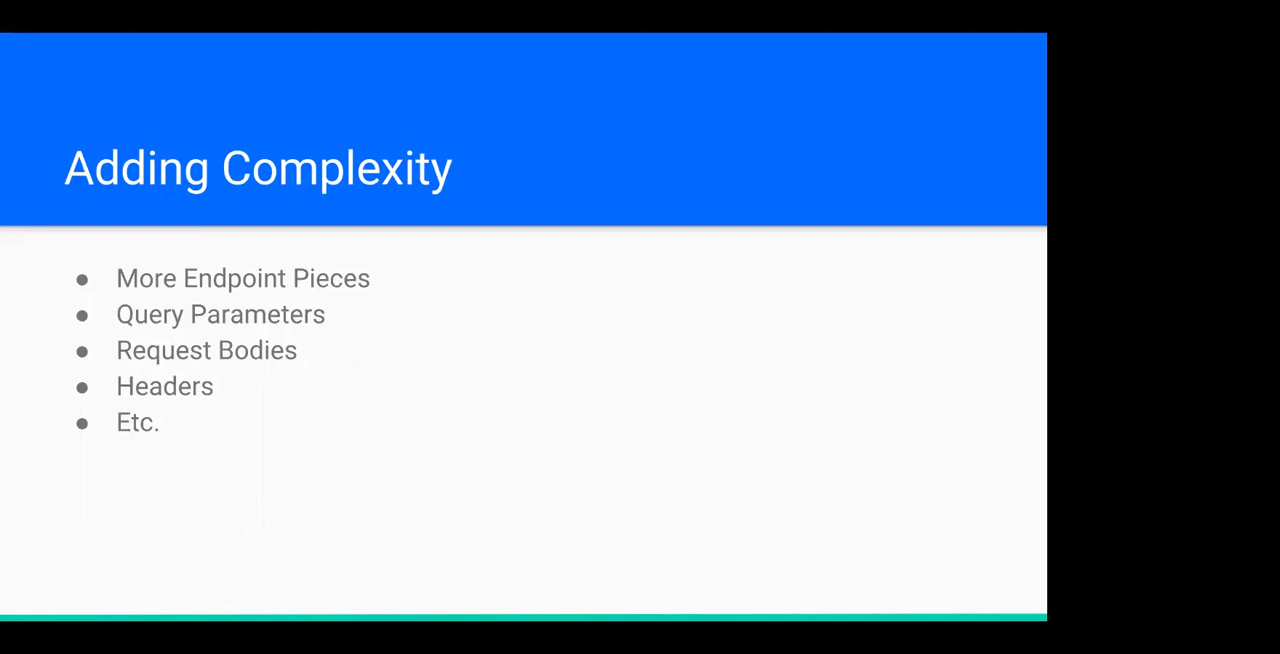 Adding Complexity
● More Endpoint Pieces
● Query Parameters
● Request Bodies
● Headers
● Etc.